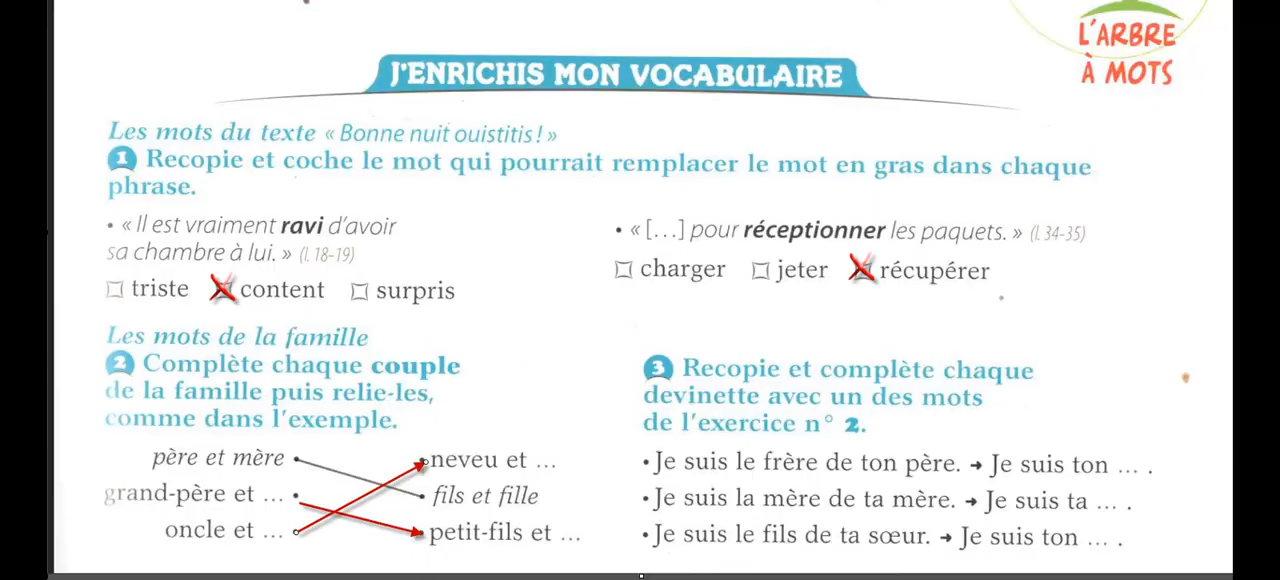 L'ARBRE
À MOTS
J'ENRICHIS MON VOCABULAIRE
Les mots du texte « Bonne nuit ouistitis ! »
1 Recopie et coche le mot qui pourrait remplacer le mot en gras dans chaque
phrase.
• « Il est vraiment ravi d'avoir
sa chambre à lui. » (l. 18-19)
triste content surpris
• « [...] pour réceptionner les paquets. » (l. 34-35)
charger jeter récupérer
Les mots de la famille
2 Complète chaque couple
de la famille puis relie-les,
comme dans l'exemple.
père et mère • • neveu et ...
grand-père et ... • • fils et fille
oncle et ... • • petit-fils et ...
3 Recopie et complète chaque
devinette avec un des mots
de l'exercice n° 2.
• Je suis le frère de ton père. → Je suis ton ... .
• Je suis la mère de ta mère. → Je suis ta ... .
• Je suis le fils de ta sœur. → Je suis ton ... .